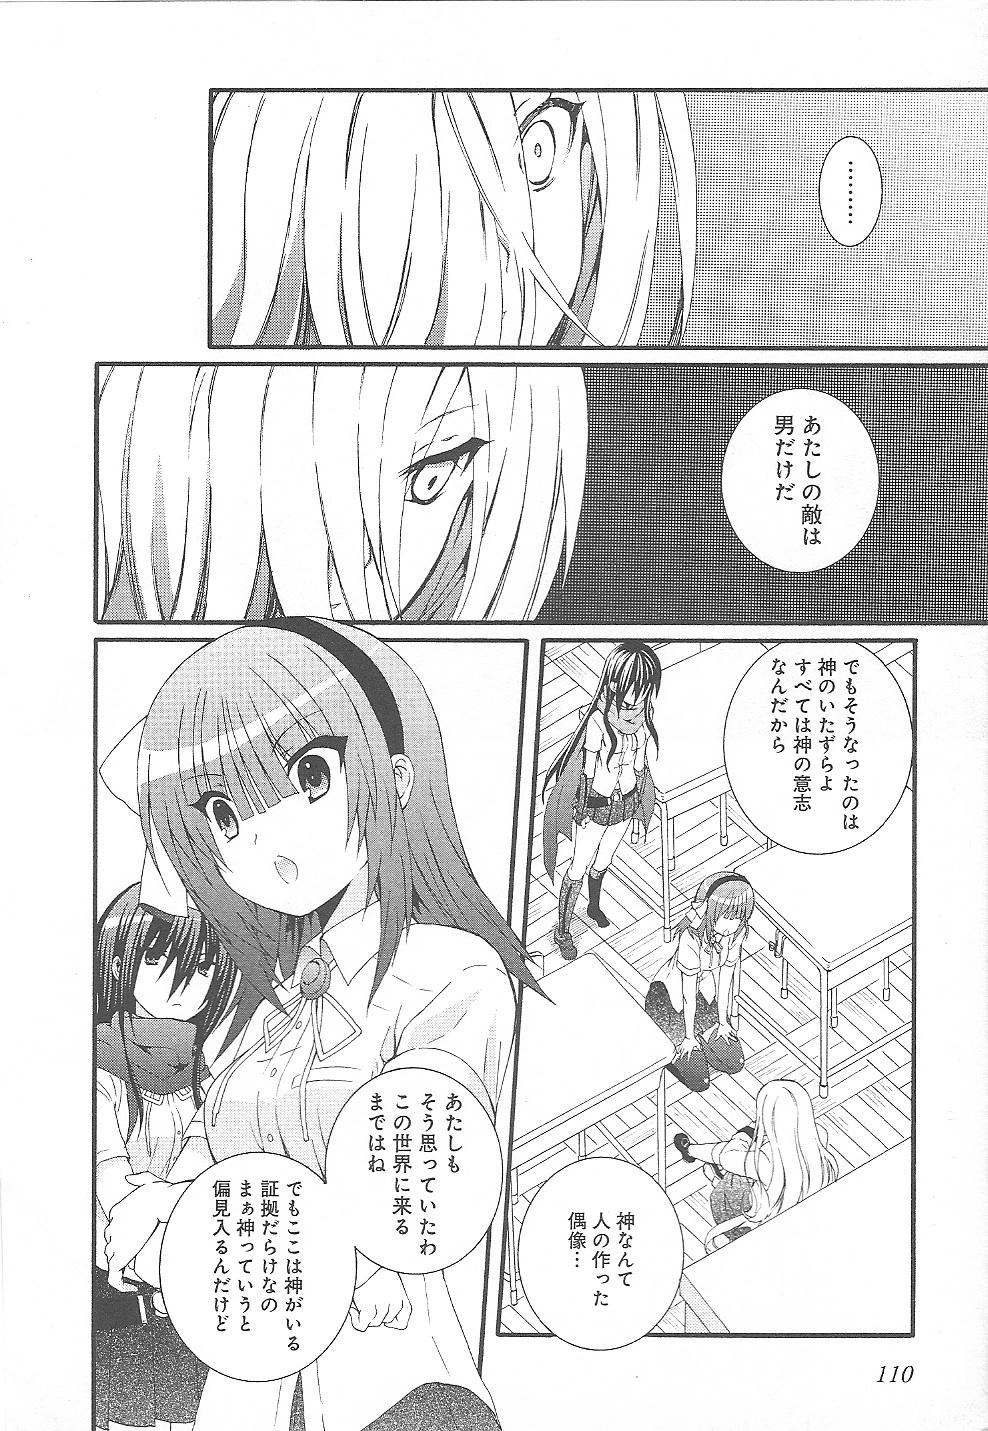 ………
あたしの敵は
男だけだ
でもそうなったのは
神のいたずらよ
すべては神の意志
なんだから
神なんて
人の作った
偶像…
あたしも
そう思っていたわ
この世界に来る
まではね
でもここは神がいる
証拠だらけなの
まぁ神っていうと
偏見入るんだけど
110